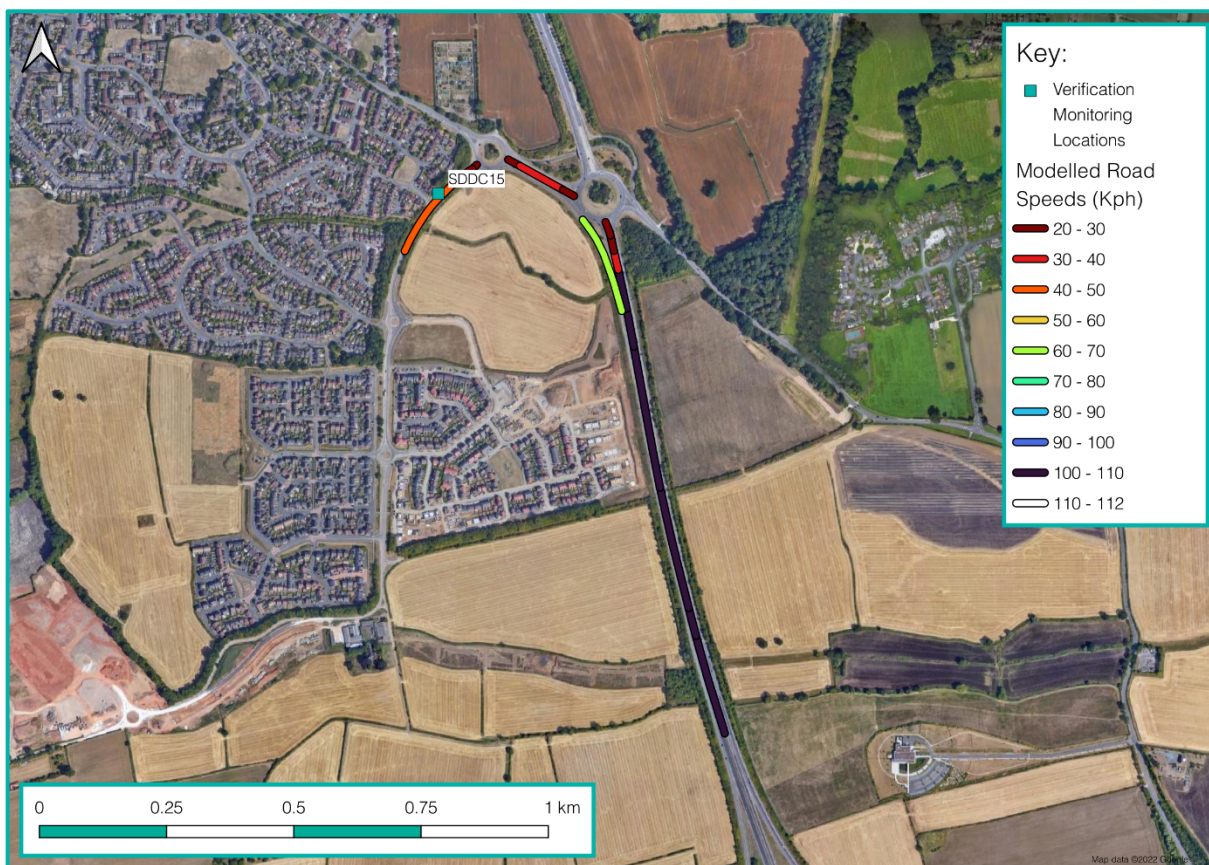 Key:
Verification
Monitoring
Locations
Modelled Road
Speeds (Kph)
20 - 30
30 - 40
40 - 50
50 - 60
60 - 70
70 - 80
80 - 90
90 - 100
100 - 110
110 - 112
SDDC15
0 0.25 0.5 0.75 1 km
Map data ©2022 Google